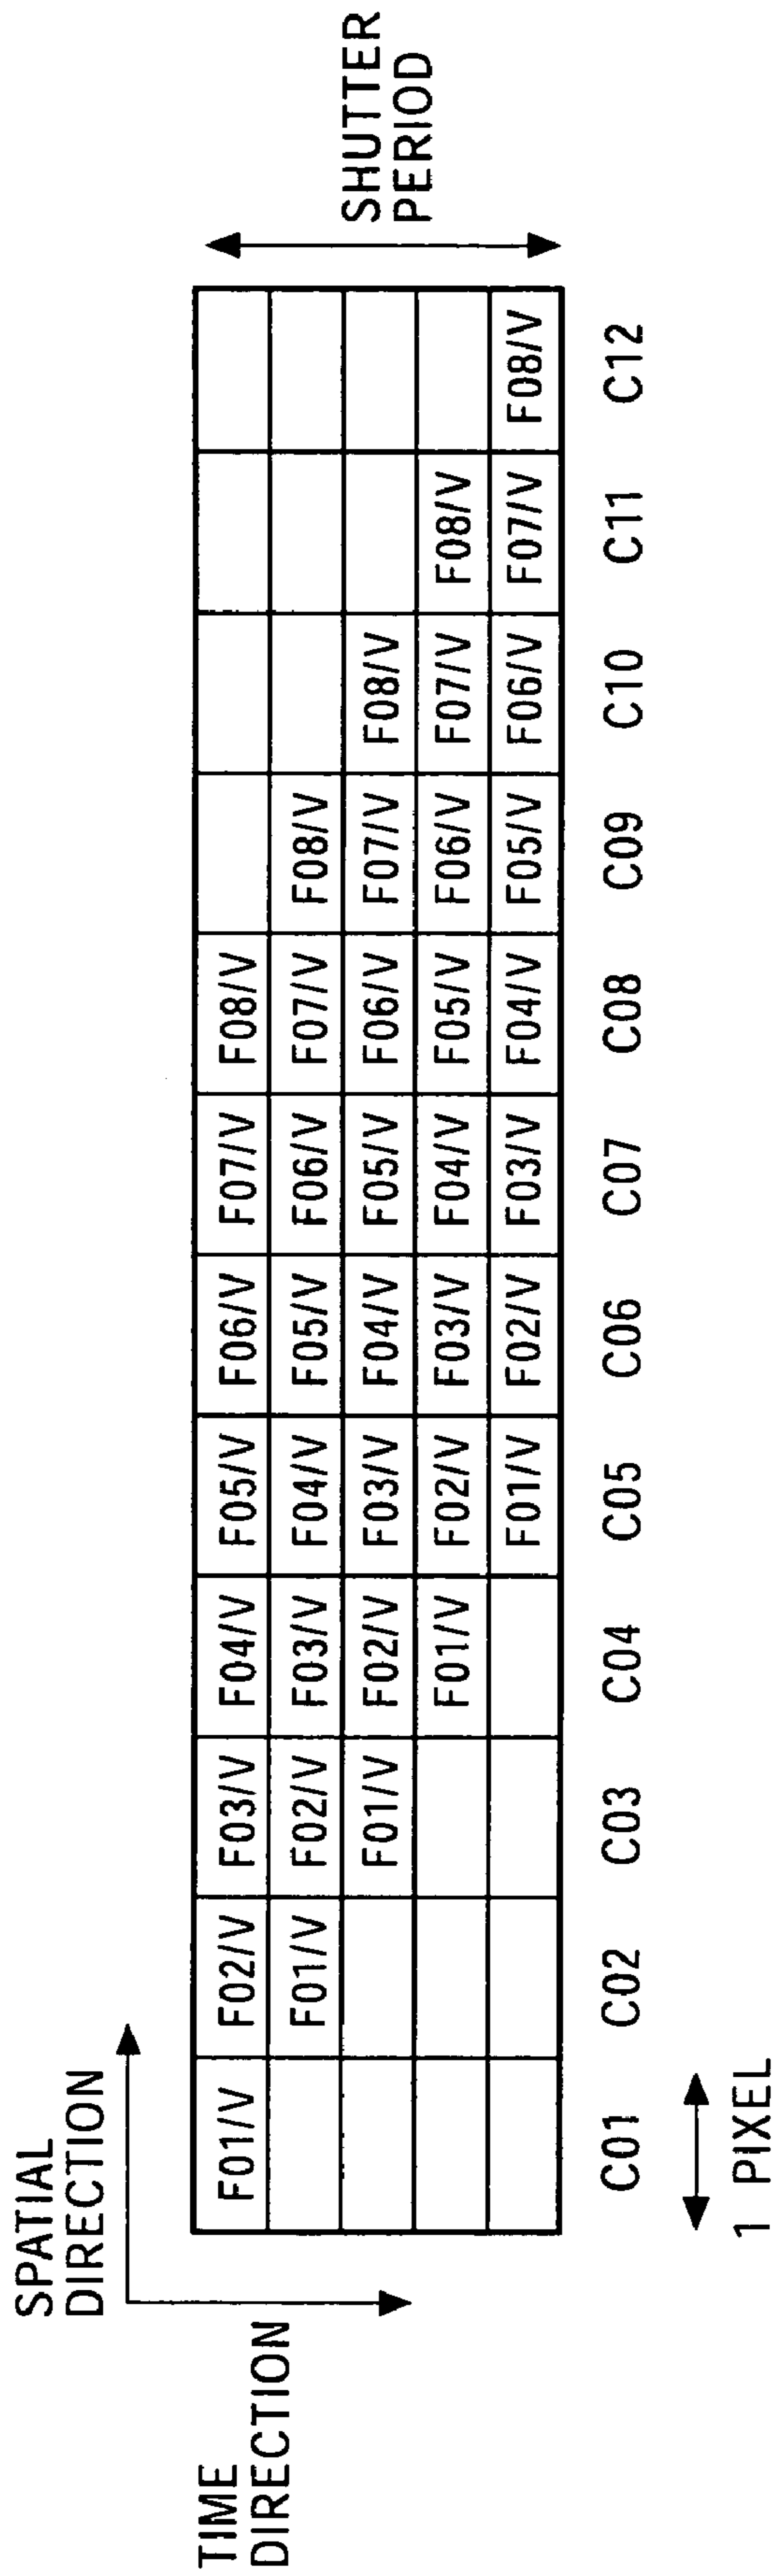 SPATIAL
DIRECTION
TIME
DIRECTION
SHUTTER
PERIOD
F01/V F02/V F03/V F04/V F05/V F06/V F07/V F08/V
F01/V F02/V F03/V F04/V F05/V F06/V F07/V F08/V
F01/V F02/V F03/V F04/V F05/V F06/V F07/V F08/V
F01/V F02/V F03/V F04/V F05/V F06/V F07/V F08/V
F01/V F02/V F03/V F04/V F05/V F06/V F07/V F08/V
C01 C02 C03 C04 C05 C06 C07 C08 C09 C10 C11 C12
1 PIXEL